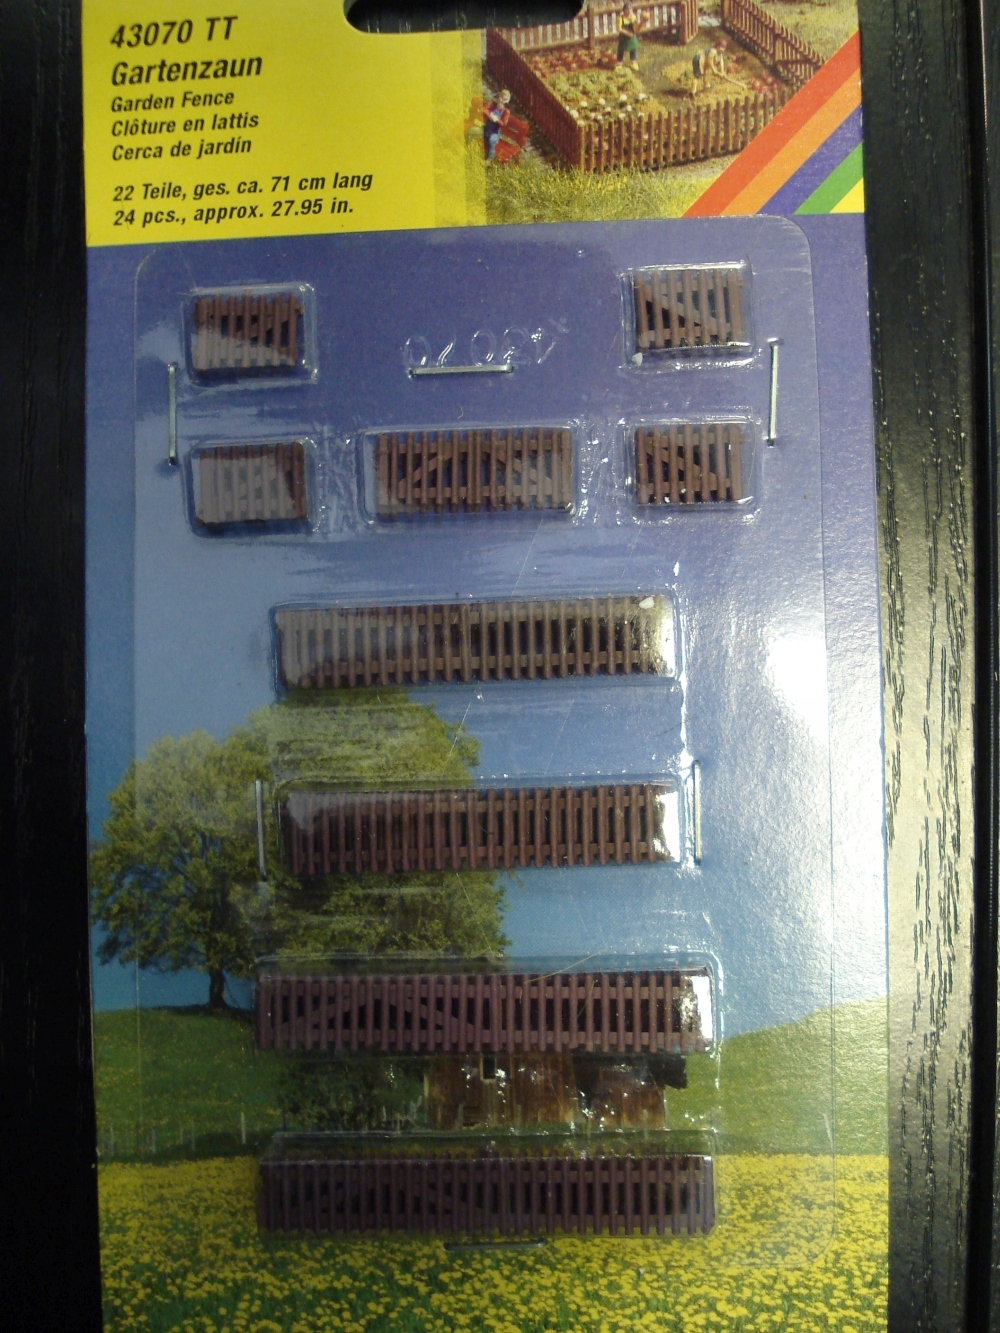 43070 TT
Gartenzaun
Garden Fence
Clôture en lattis
Cerca de jardín
22 Teile, ges. ca. 71 cm lang
24 pcs., approx. 27.95 in.
43070